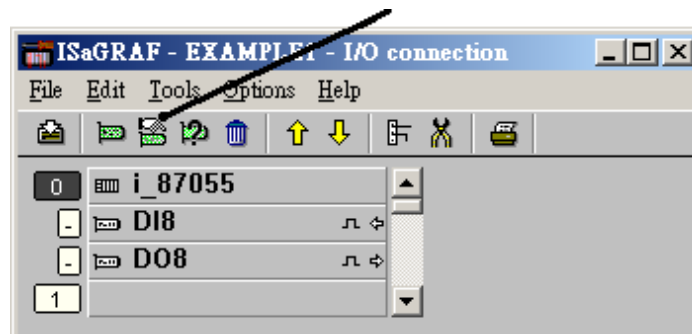 ISaGRAF - EXAMPLE1 - I/O connection
File Edit Tools Options Help
0 i_87055
- DI8
- DO8
1